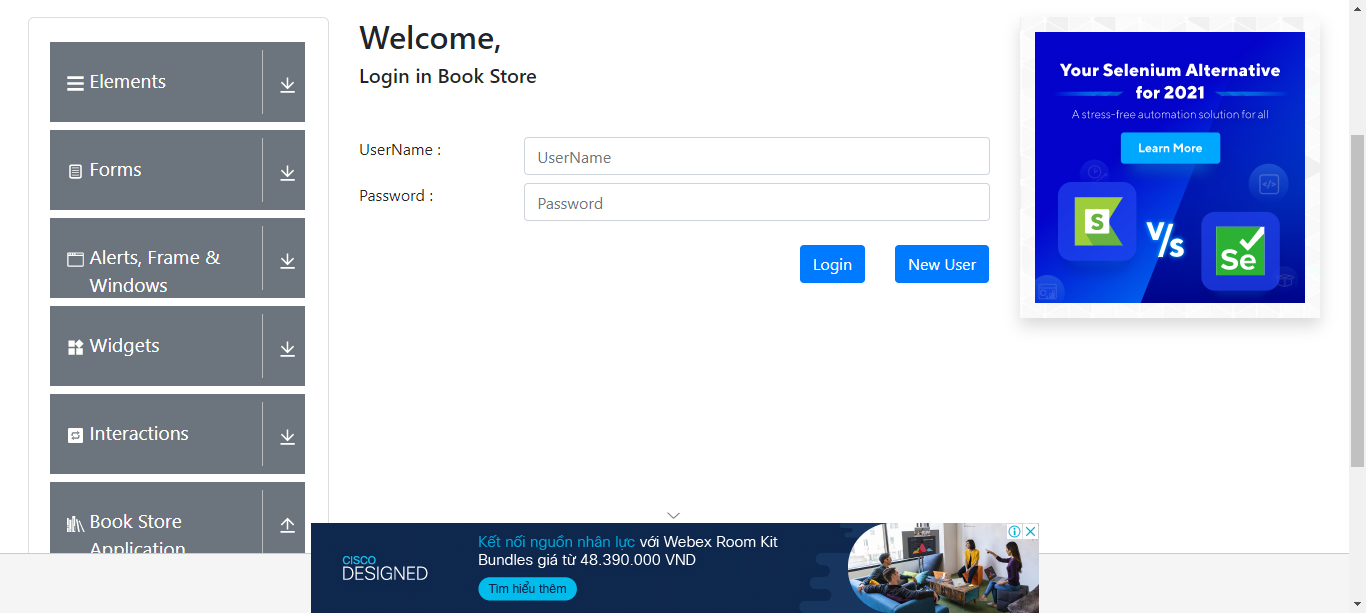 Elements
Forms
Alerts, Frame &
Windows
Widgets
Interactions
Book Store
Application
Welcome,
Login in Book Store
UserName :
UserName
Password :
Password
Login
New User
Your Selenium Alternative
for 2021
A stress-free automation solution for all
Learn More
S
V/s
Se
CISCO
DESIGNED
Kết nối nguồn nhân lực với Webex Room Kit
Bundles giá từ 48.390.000 VND
Tìm hiểu thêm